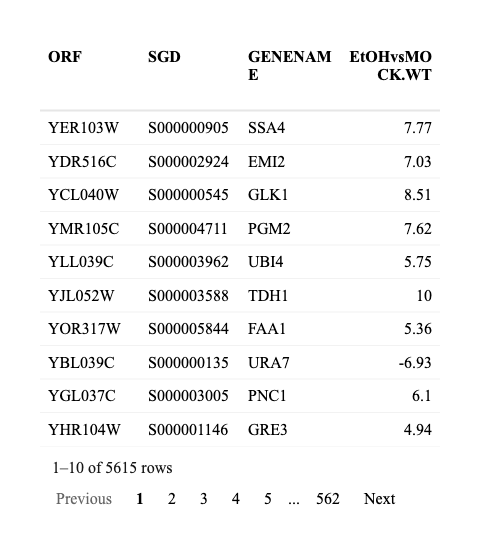 ORF SGD GENENAM EtOHvsMO
E CK.WT
YER103W S000000905 SSA4 7.77
YDR516C S000002924 EMI2 7.03
YCL040W S000000545 GLK1 8.51
YMR105C S000004711 PGM2 7.62
YLL039C S000003962 UBI4 5.75
YJL052W S000003588 TDH1 10
YOR317W S000005844 FAA1 5.36
YBL039C S000000135 URA7 -6.93
YGL037C S000003005 PNC1 6.1
YHR104W S000001146 GRE3 4.94
1–10 of 5615 rows
Previous 1 2 3 4 5 ... 562 Next